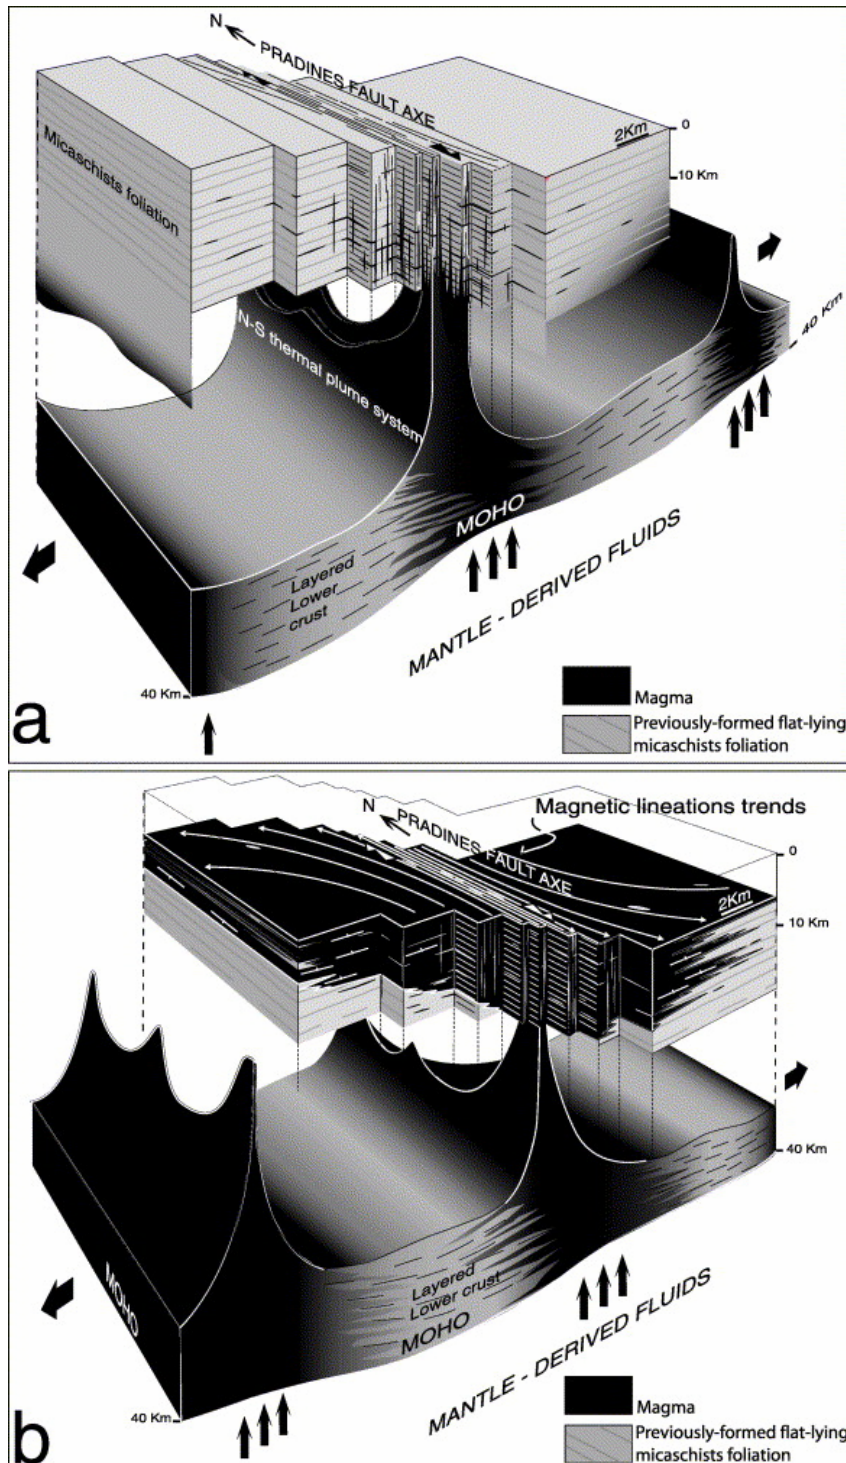 N
PRADINES FAULT AXE
0
2Km
10 Km
Micaschists foliation
N-S thermal plume system
40 Km
MOHO
Layered
Lower
crust
MANTLE - DERIVED FLUIDS
40 Km
Magma
Previously-formed flat-lying
micaschists foliation
a
N
Magnetic lineations trends
PRADINES FAULT AXE
0
2Km
10 Km
40 Km
Layered
Lower crust
MOHO
MOHO
MANTLE - DERIVED FLUIDS
40 Km
Magma
Previously-formed flat-lying
micaschists foliation
b